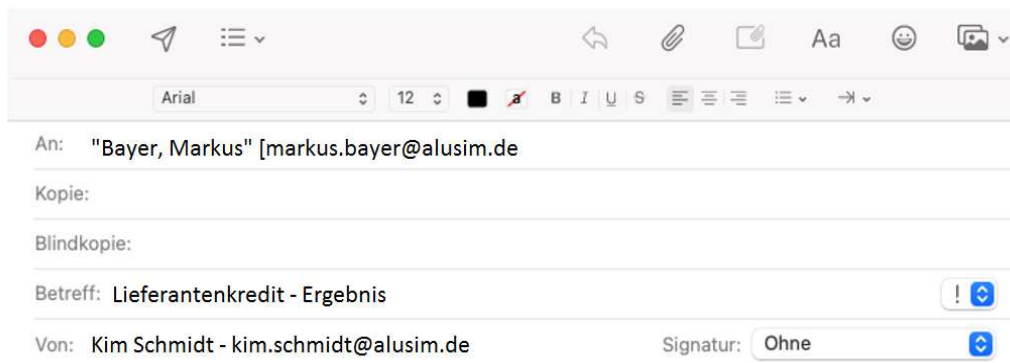 Aa
Arial 12 a B I U S
An: "Bayer, Markus" [markus.bayer@alusim.de
Kopie:
Blindkopie:
Betreff: Lieferantenkredit - Ergebnis !
Von: Kim Schmidt - kim.schmidt@alusim.de Signatur: Ohne